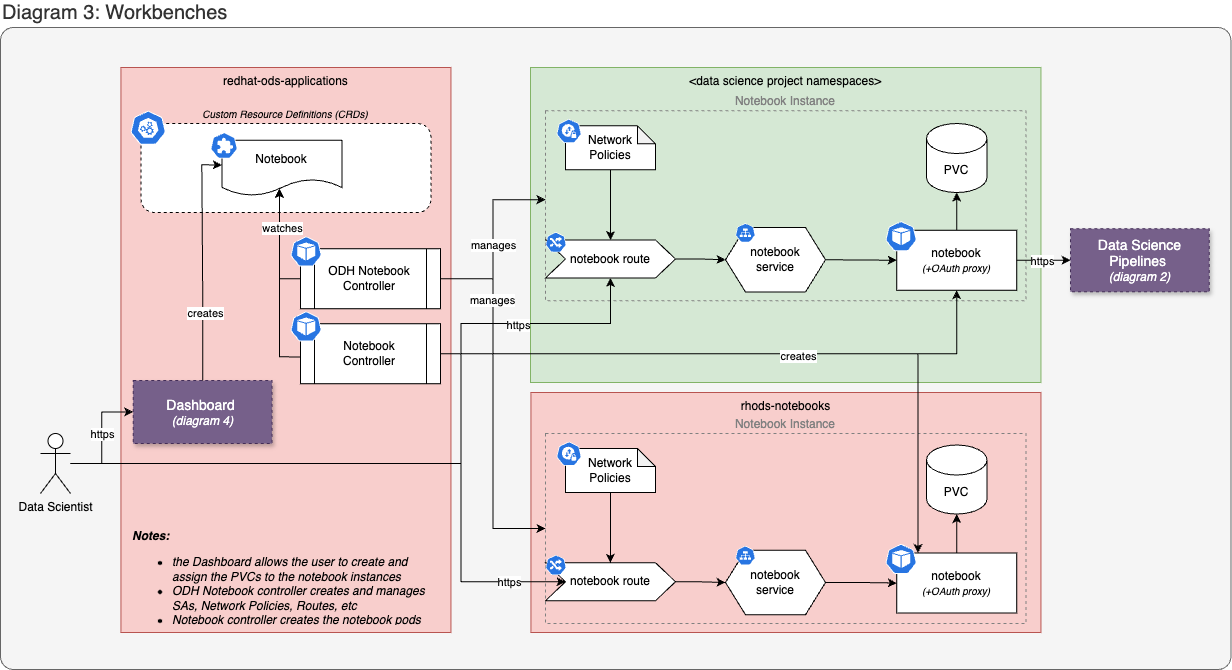 Diagram 3: Workbenches
redhat-ods-applications
Custom Resource Definitions (CRDs)
Notebook
watches
ODH Notebook
Controller
Notebook
Controller
creates
Dashboard
(diagram 4)
https
Data Scientist
Notes:
• the Dashboard allows the user to create and
assign the PVCs to the notebook instances
• ODH Notebook controller creates and manages
SAs, Network Policies, Routes, etc
• Notebook controller creates the notebook pods
manages
manages
https
https
creates
<data science project namespaces>
Notebook Instance
Network
Policies
notebook route
notebook
service
PVC
notebook
(+OAuth proxy)
https
Data Science
Pipelines
(diagram 2)
rhods-notebooks
Notebook Instance
Network
Policies
notebook route
notebook
service
PVC
notebook
(+OAuth proxy)